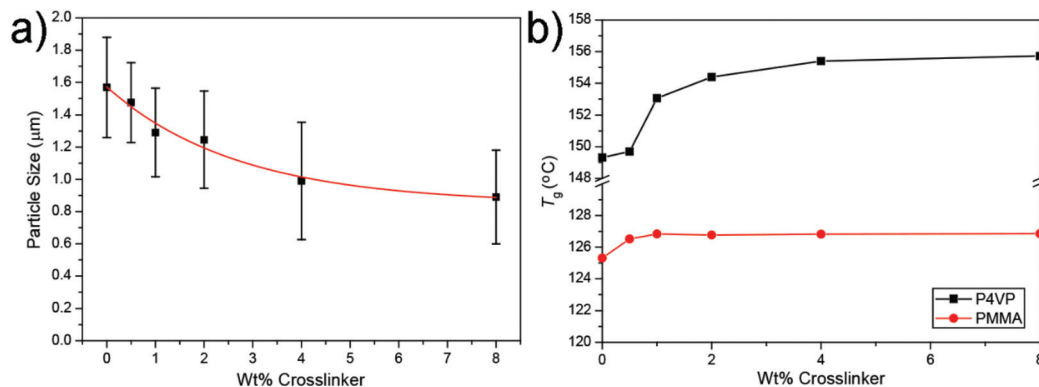 a)
2.0
1.8
1.6
1.4
1.2
1.0
0.8
0.6
0.4
0.2
0.0
Particle Size (μm)
0 1 2 3 4 5 6 7 8
Wt% Crosslinker
b)
158
156
154
152
150
148
128
126
124
122
120
Tg (°C)
P4VP
PMMA
0 2 4 6 8
Wt% Crosslinker